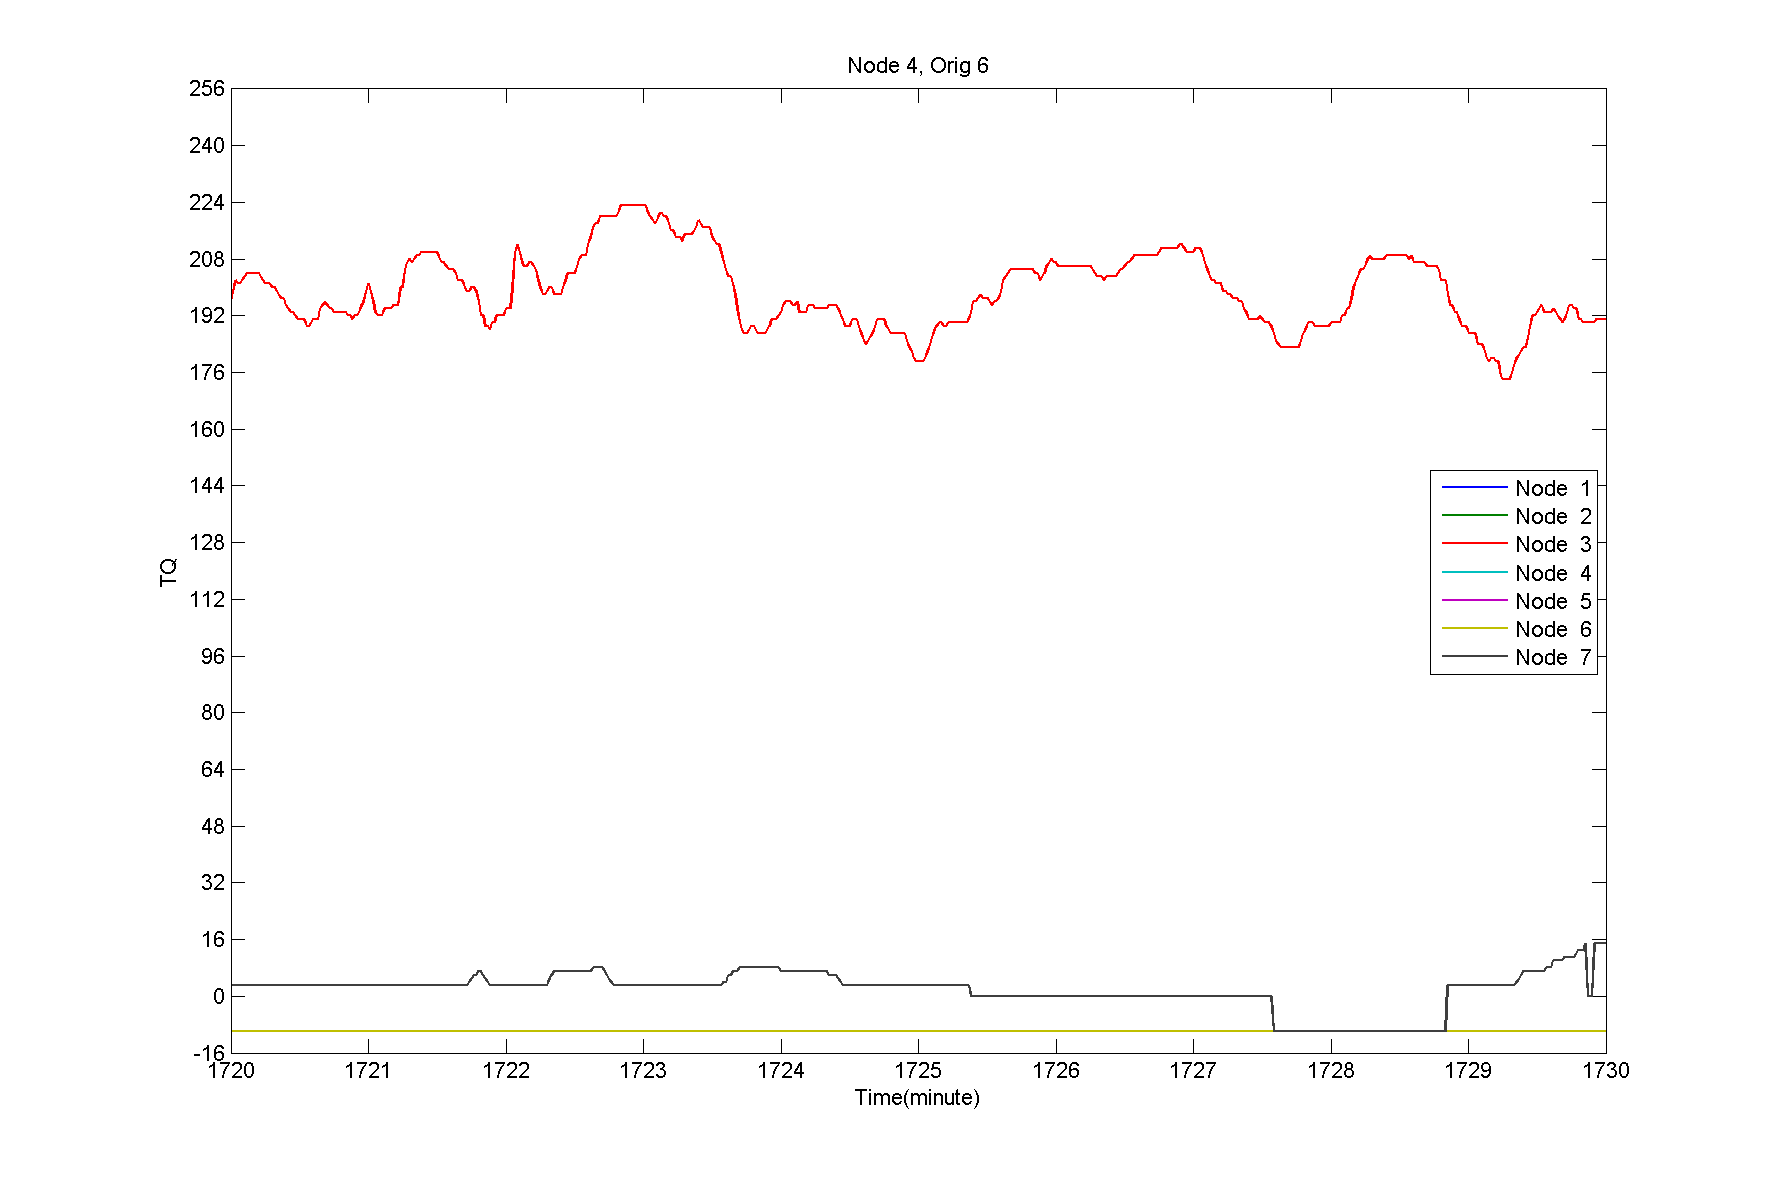 Node 4, Orig 6
256
240
224
208
192
176
160
144
128
112
96
80
64
48
32
16
0
-16
TQ
Node 1
Node 2
Node 3
Node 4
Node 5
Node 6
Node 7
1720 1721 1722 1723 1724 1725 1726 1727 1728 1729 1730
Time(minute)